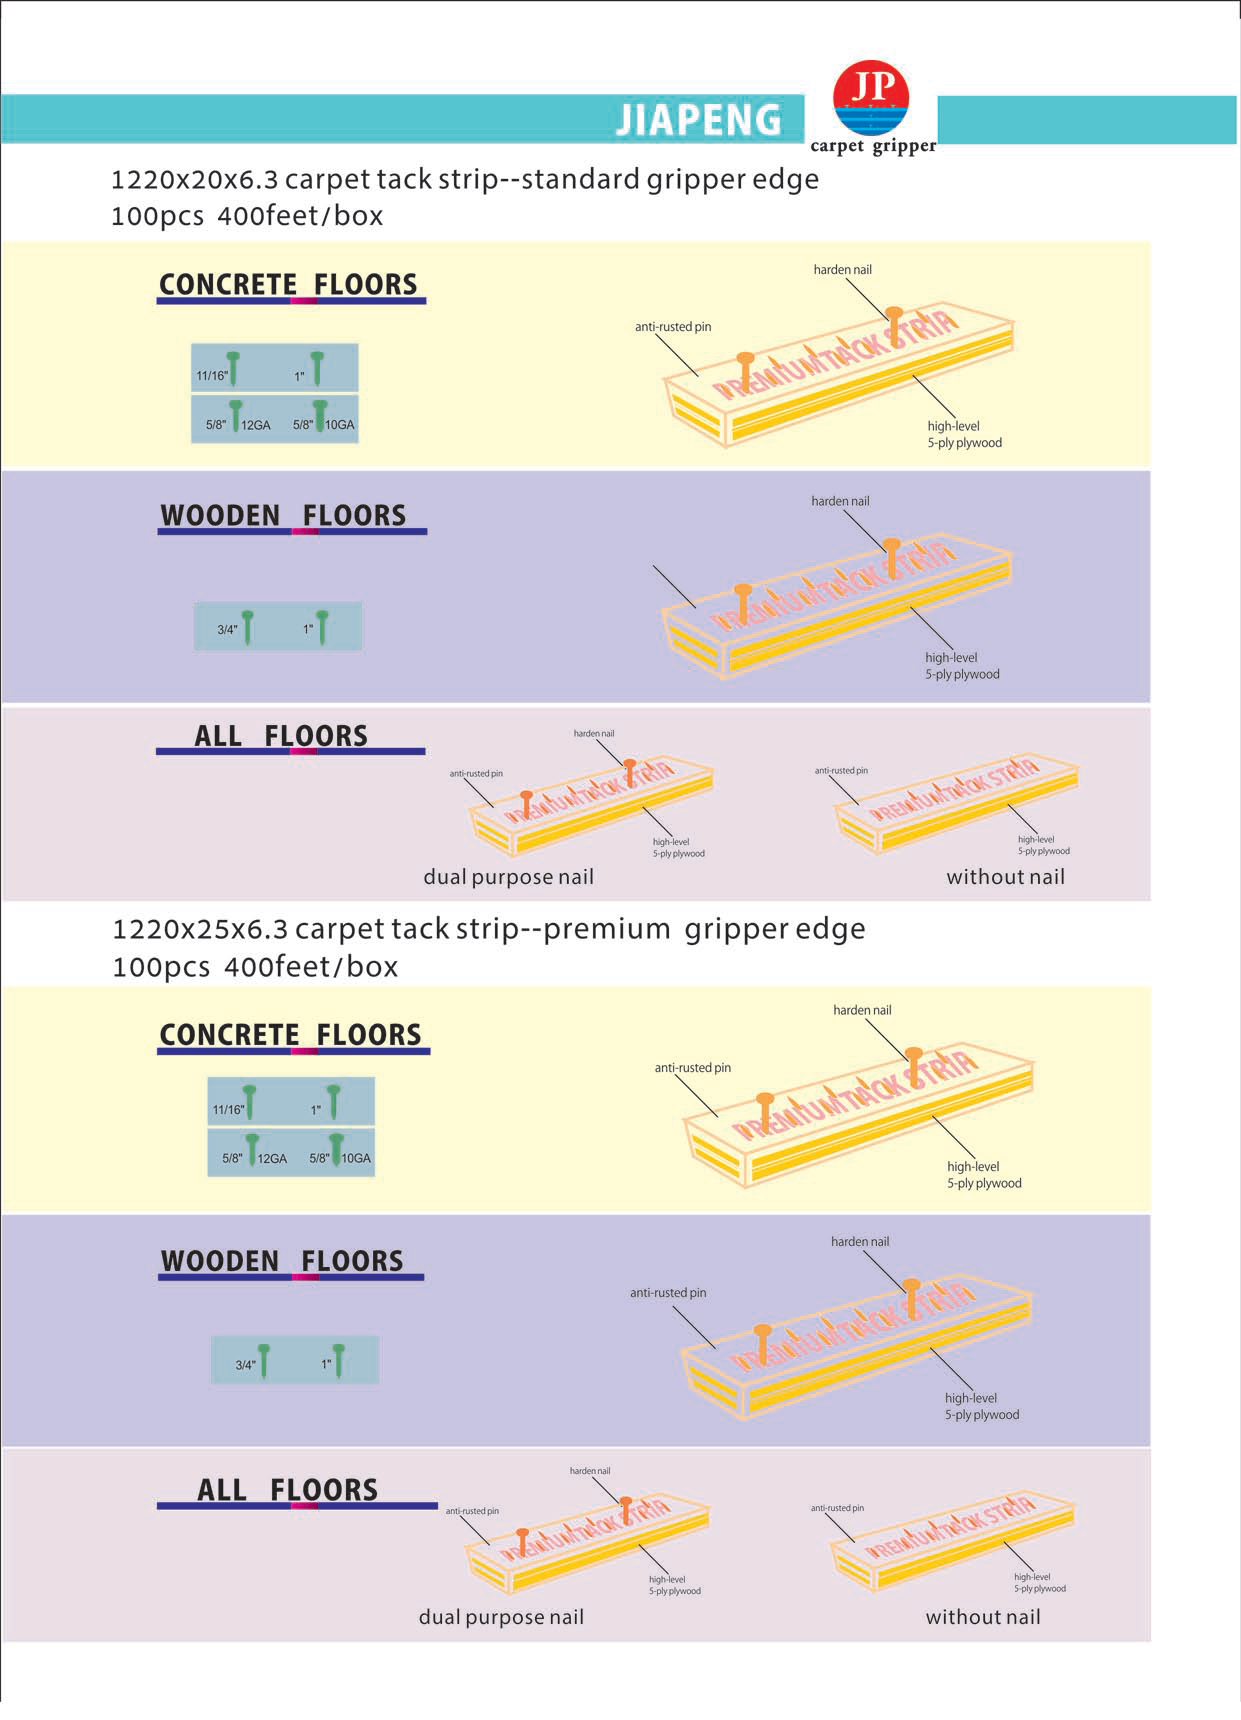 JIAPENG
JP
carpet gripper
1220x20x6.3 carpet tack strip--standard gripper edge
100pcs 400feet/box
CONCRETE FLOORS
harden nail
anti-rusted pin
PREMIUM TACK STRIP
11/16" 1"
5/8" 12GA 5/8" 10GA
high-level
5-ply plywood
WOODEN FLOORS
harden nail
PREMIUM TACK STRIP
3/4" 1"
high-level
5-ply plywood
ALL FLOORS
harden nail
anti-rusted pin
PREMIUM TACK STRIP
high-level
5-ply plywood
dual purpose nail
anti-rusted pin
PREMIUM TACK STRIP
high-level
5-ply plywood
without nail
1220x25x6.3 carpet tack strip--premium gripper edge
100pcs 400feet/box
CONCRETE FLOORS
harden nail
anti-rusted pin
PREMIUM TACK STRIP
11/16" 1"
5/8" 12GA 5/8" 10GA
high-level
5-ply plywood
WOODEN FLOORS
harden nail
anti-rusted pin
PREMIUM TACK STRIP
3/4" 1"
high-level
5-ply plywood
ALL FLOORS
harden nail
anti-rusted pin
PREMIUM TACK STRIP
high-level
5-ply plywood
dual purpose nail
anti-rusted pin
PREMIUM TACK STRIP
high-level
5-ply plywood
without nail